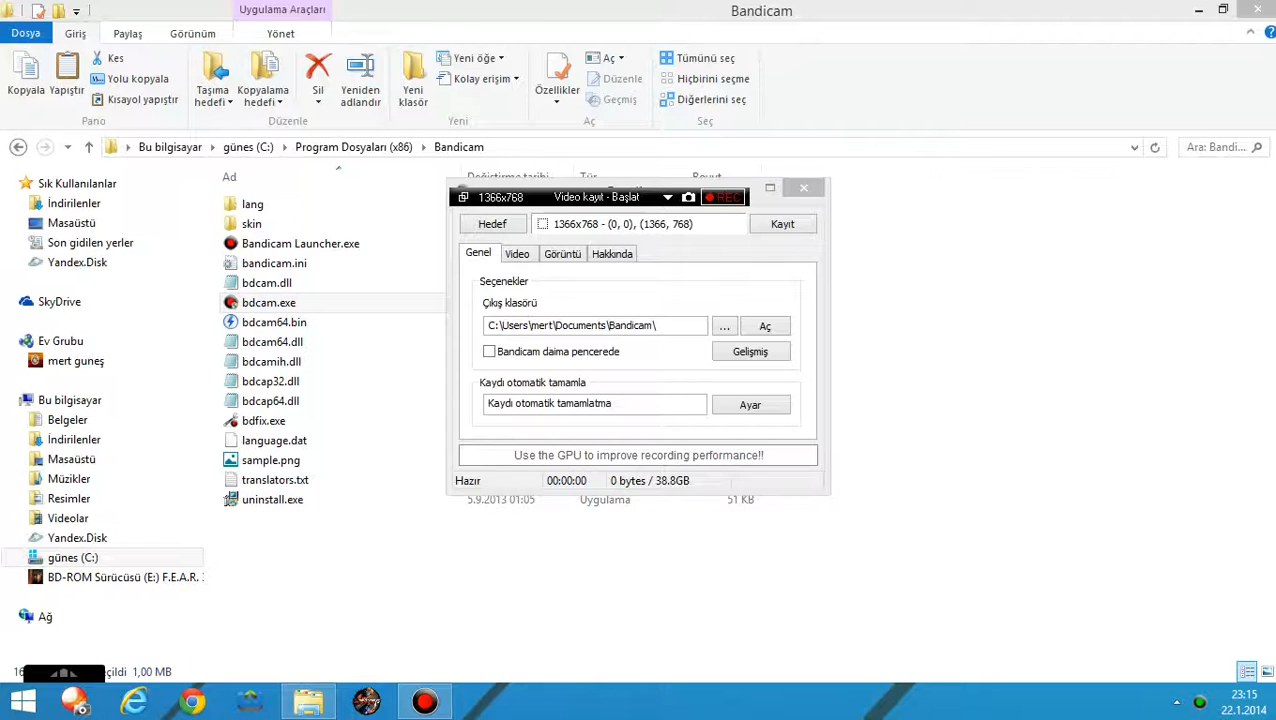 Uygulama Araçları
Bandicam
Dosya
Giriş
Paylaş
Görünüm
Yönet
Kopyala
Yapıştır
Kes
Yolu kopyala
Kısayol yapıştır
Pano
Taşıma hedefi
Kopyalama hedefi
Sil
Yeniden adlandır
Düzenle
Yeni klasör
Yeni öğe
Kolay erişim
Yeni
Özellikler
Aç
Düzenle
Geçmiş
Aç
Tümünü seç
Hiçbirini seçme
Diğerlerini seç
Seç
Bu bilgisayar
güneş (C:)
Program Dosyaları (x86)
Bandicam
Ara: Bandi...
Ad
Değiştirme tarihi
Tür
Boyut
Sık Kullanılanlar
İndirilenler
Masaüstü
Son gidilen yerler
Yandex.Disk
SkyDrive
Ev Grubu
mert guneş
Bu bilgisayar
Belgeler
İndirilenler
Masaüstü
Müzikler
Resimler
Videolar
Yandex.Disk
günes (C:)
BD-ROM Sürücüsü (E:) F.E.A.R.
Ağ
lang
skin
Bandicam Launcher.exe
bandicam.ini
bdcam.dll
bdcam.exe
bdcam64.bin
bdcam64.dll
bdcamih.dll
bdcap32.dll
bdcap64.dll
bdfix.exe
language.dat
sample.png
translators.txt
uninstall.exe
5.9.2013 01:05
Uygulama
51 KB
1366x768
Video kayıt - Başlat
REC
Hedef
1366x768 - (0, 0), (1366, 768)
Kayıt
Genel
Video
Görüntü
Hakkında
Seçenekler
Çıkış klasörü
C:\Users\mert\Documents\Bandicam\
...
Aç
Bandicam daima pencerede
Gelişmiş
Kaydı otomatik tamamla
Kaydı otomatik tamamlatma
Ayar
Use the GPU to improve recording performance!!
Hazır
00:00:00
0 bytes / 38.8GB
1,00 MB
23:15
22.1.2014